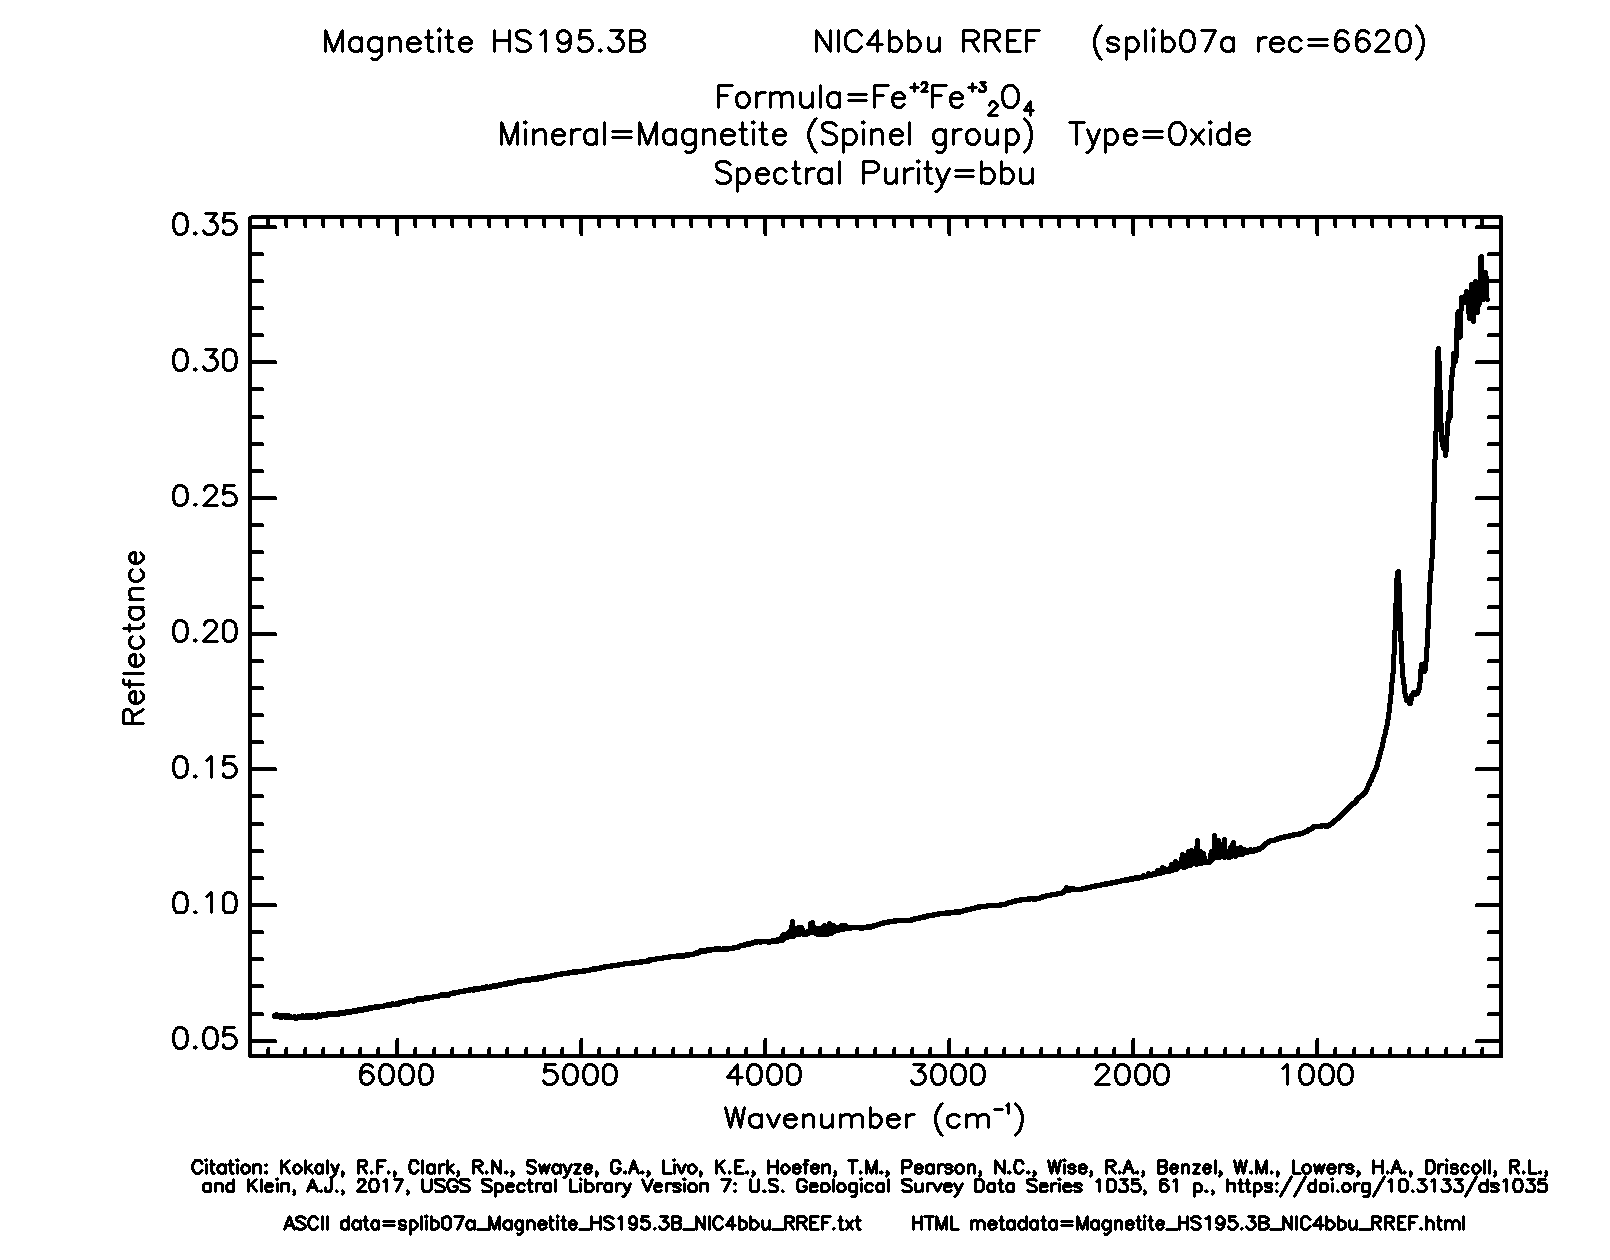 Magnetite HS195.3B NIC4bbu RREF (splib07a rec=6620)
Formula=Fe⁺²Fe⁺³₂O₄
Mineral=Magnetite (Spinel group) Type=Oxide
Spectral Purity=bbu
0.35
0.30
0.25
0.20
0.15
0.10
0.05
Reflectance
6000 5000 4000 3000 2000 1000
Wavenumber (cm⁻¹)
Citation: Kokaly, R.F., Clark, R.N., Swayze, G.A., Livo, K.E., Hoefen, T.M., Pearson, N.C., Wise, R.A., Benzel, W.M., Lowers, H.A., Driscoll, R.L.,
and Klein, A.J., 2017, USGS Spectral Library Version 7: U.S. Geological Survey Data Series 1035, 61 p., https://doi.org/10.3133/ds1035
ASCII data=splib07a_Magnetite_HS195.3B_NIC4bbu_RREF.txt HTML metadata=Magnetite_HS195.3B_NIC4bbu_RREF.html